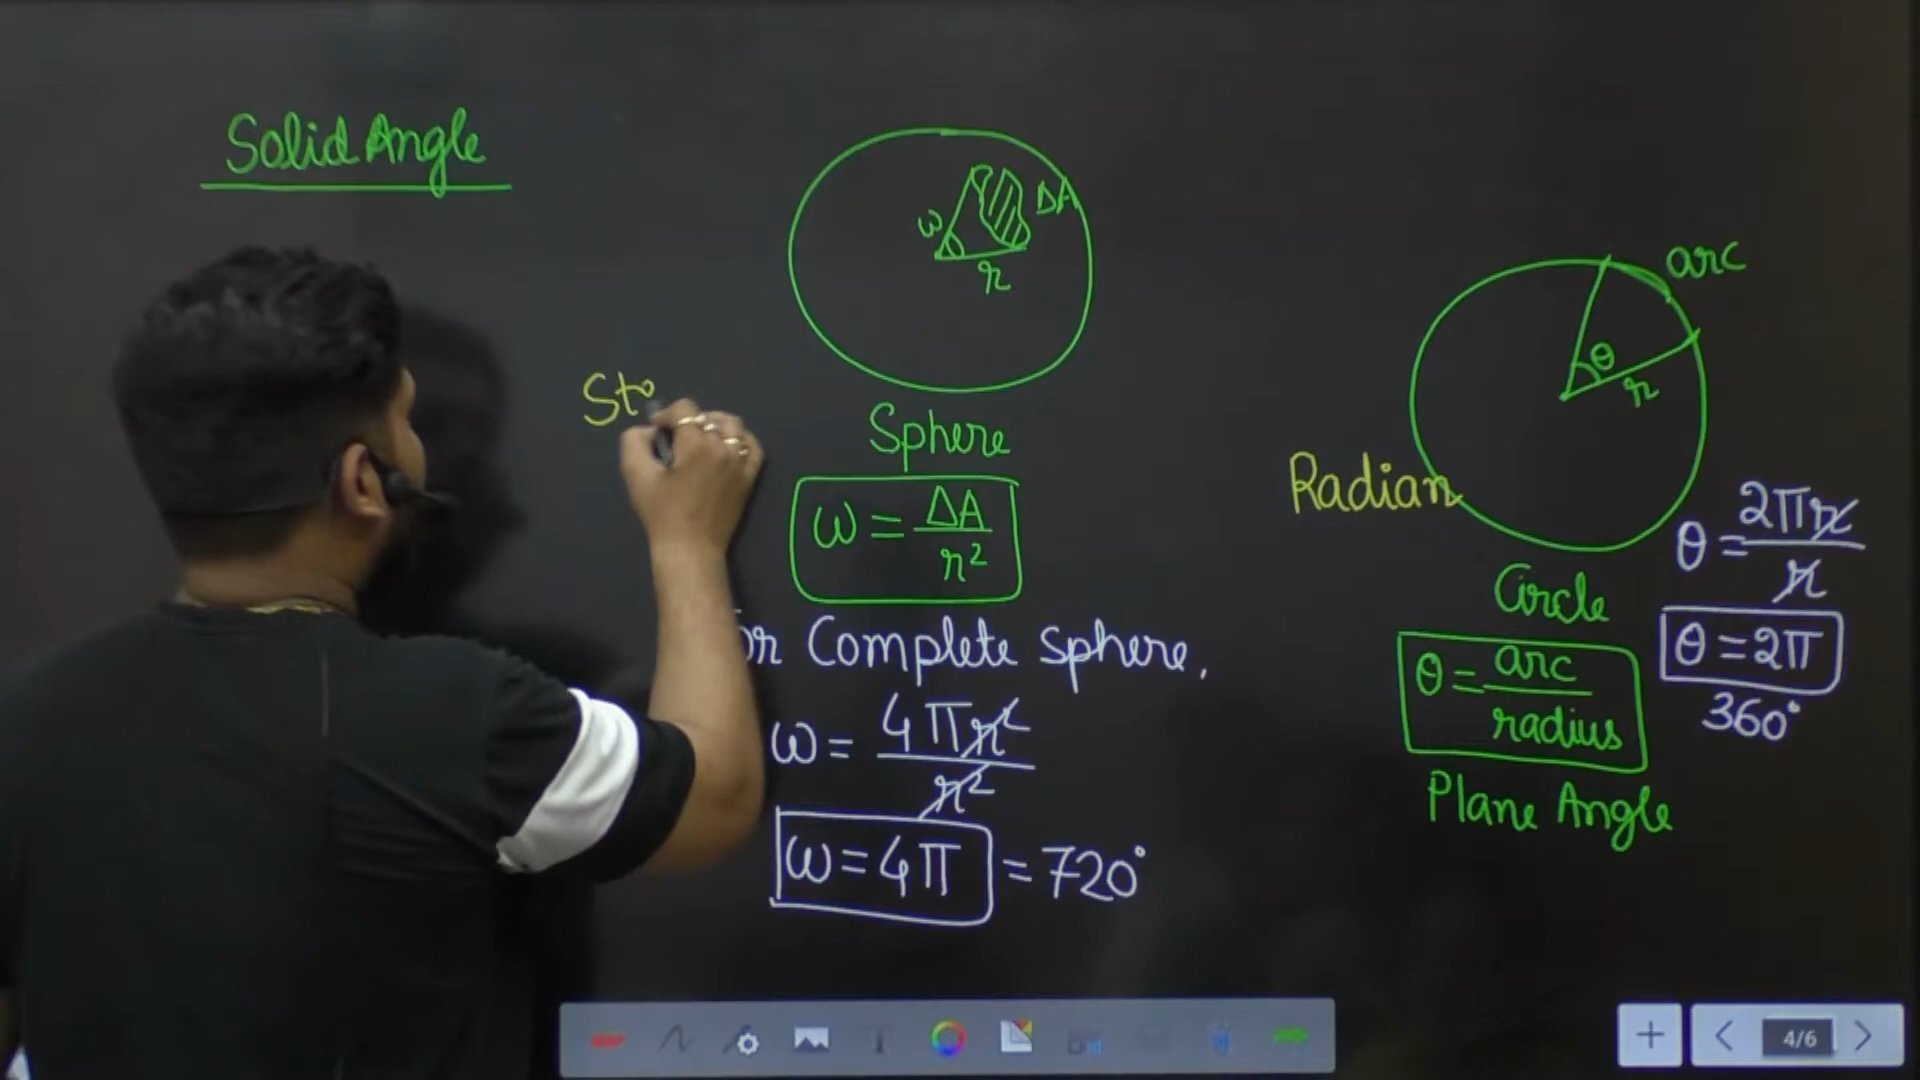 Solid Angle
ω
ΔA
r
Sphere
ω = ΔA / r²
or Complete sphere,
ω = 4πr² / r²
ω = 4π = 720°
arc
θ
r
Radian
Circle
θ = arc / radius
Plane Angle
θ = 2πr / r
θ = 2π
360°
4/6